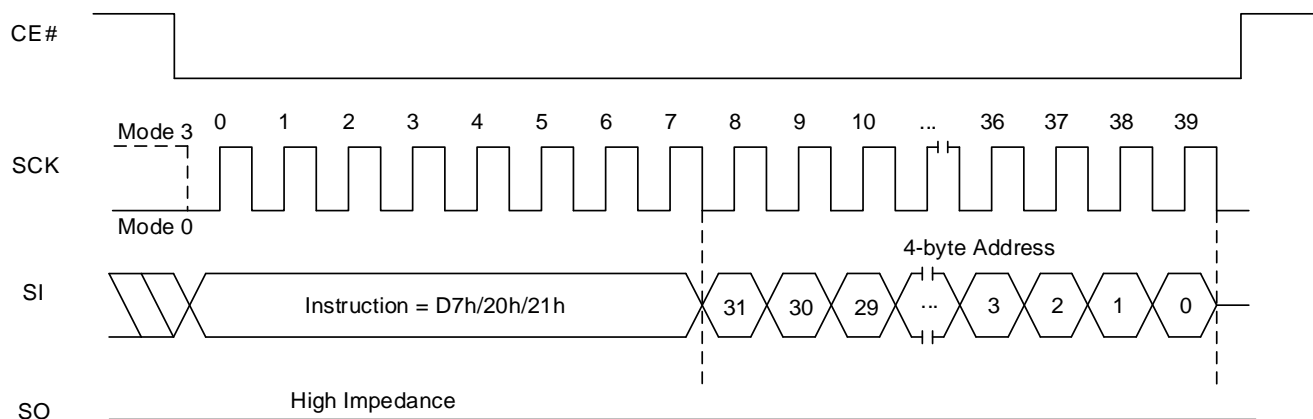 CE#
Mode 3
0 1 2 3 4 5 6 7 8 9 10 ... 36 37 38 39
SCK
Mode 0
4-byte Address
SI
Instruction = D7h/20h/21h
31 30 29 ... 3 2 1 0
High Impedance
SO